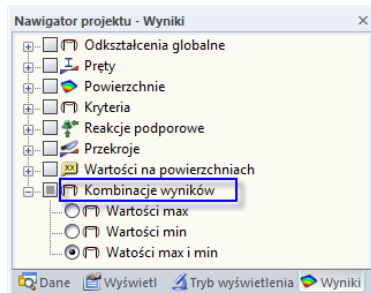 Nawigator projektu - Wyniki
Odkształcenia globalne
Pręty
Powierzchnie
Kryteria
Reakcje podporowe
Przekroje
xx Wartości na powierzchniach
Kombinacje wyników
Wartości max
Wartości min
Watości max i min
Dane Wyświetl Tryb wyświetlenia Wyniki